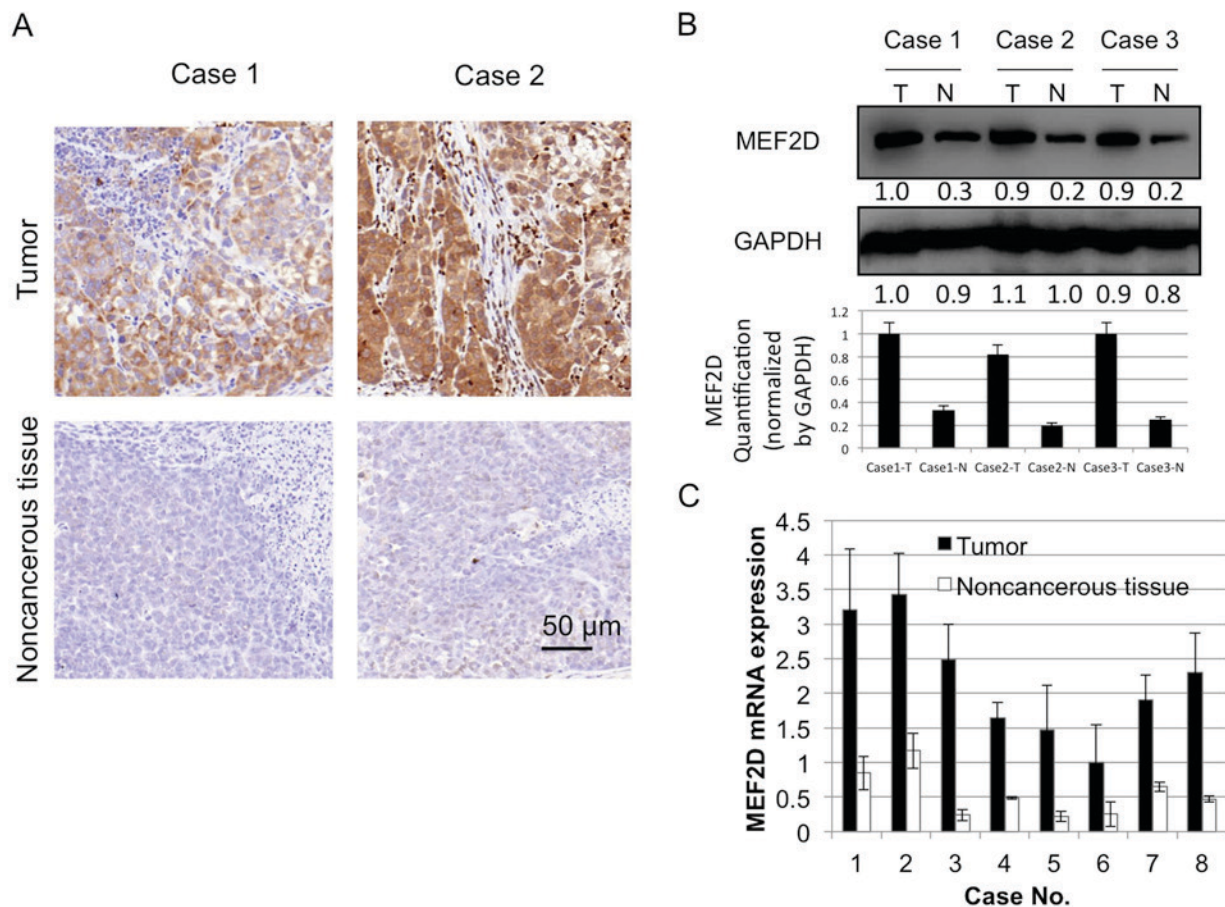 A
Case 1
Case 2
Tumor
Noncancerous tissue
50 µm
B
Case 1 Case 2 Case 3
T N T N T N
MEF2D
1.0 0.3 0.9 0.2 0.9 0.2
GAPDH
1.0 0.9 1.1 1.0 0.9 0.8
MEF2D
Quantification
(normalized
by GAPDH)
1.2
1
0.8
0.6
0.4
0.2
0
Case1-T Case1-N Case2-T Case2-N Case3-T Case3-N
C
MEF2D mRNA expression
4.5
4
3.5
3
2.5
2
1.5
1
0.5
0
Tumor
Noncancerous tissue
1 2 3 4 5 6 7 8
Case No.